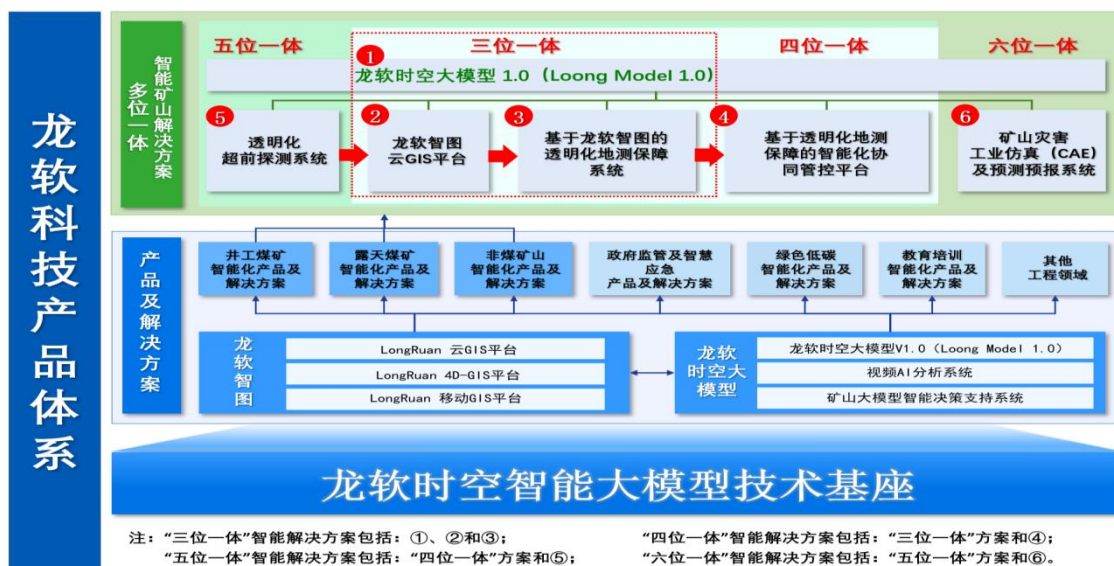 龙软科技产品体系
智能矿山解决方案
多位一体
五位一体
三位一体
四位一体
六位一体
①
龙软时空大模型 1.0（Loong Model 1.0）
⑤
透明化
超前探测系统
②
龙软智图
云GIS平台
③
基于龙软智图的
透明化地测保障
系统
④
基于透明化地测
保障的智能化协
同管控平台
⑥
矿山灾害
工业仿真（CAE）
及预测预报系统
产品及解决方案
井工煤矿
智能化产品及
解决方案
露天煤矿
智能化产品及
解决方案
非煤矿山
智能化产品及
解决方案
政府监管及智慧
应急
产品及解决方案
绿色低碳
智能化产品及
解决方案
教育培训
智能化产品及
解决方案
其他
工程领域
龙软智图
LongRuan 云GIS平台
LongRuan 4D-GIS平台
LongRuan 移动GIS平台
龙软
时空大
模型
龙软时空大模型V1.0（Loong Model 1.0）
视频AI分析系统
矿山大模型智能决策支持系统
龙软时空智能大模型技术基座
注：“三位一体”智能解决方案包括：①、②和③；
“四位一体”智能解决方案包括：“三位一体”方案和④；
“五位一体”智能解决方案包括：“四位一体”方案和⑤；
“六位一体”智能解决方案包括：“五位一体”方案和⑥。